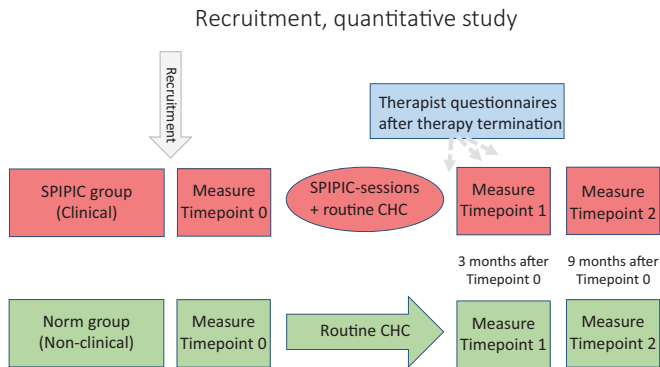 Recruitment, quantitative study
Recruitment
Therapist questionnaires
after therapy termination
SPIPIC group
(Clinical)
Measure
Timepoint 0
SPIPIC-sessions
+ routine CHC
Measure
Timepoint 1
Measure
Timepoint 2
3 months after
Timepoint 0
9 months after
Timepoint 0
Norm group
(Non-clinical)
Measure
Timepoint 0
Routine CHC
Measure
Timepoint 1
Measure
Timepoint 2